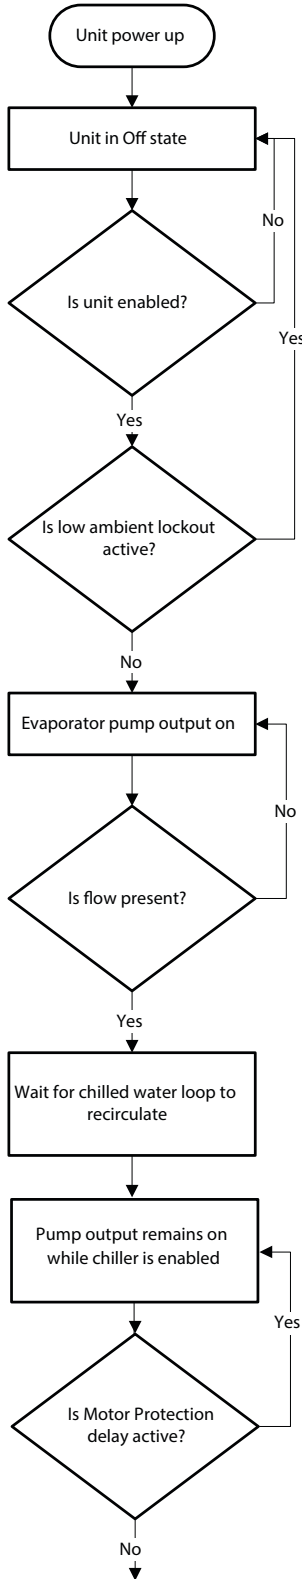 Unit power up
Unit in Off state
No
Is unit enabled?
Yes
Yes
Is low ambient lockout
active?
No
Evaporator pump output on
No
Is flow present?
Yes
Wait for chilled water loop to
recirculate
Pump output remains on
while chiller is enabled
Yes
Is Motor Protection
delay active?
No